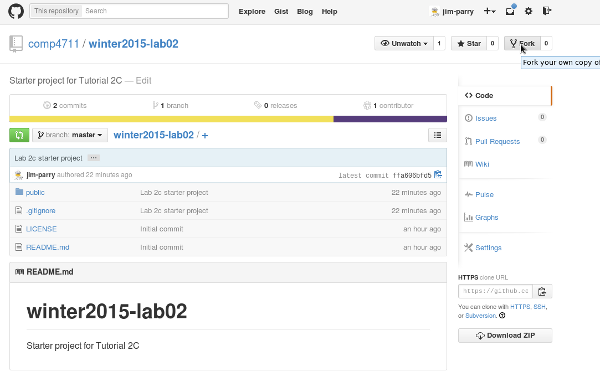 This repository Search Explore Gist Blog Help jim-parry
comp4711 / winter2015-lab02 Unwatch 1 Star 0 Fork 0
Fork your own copy of
Starter project for Tutorial 2C — Edit
2 commits 1 branch 0 releases 1 contributor
branch: master winter2015-lab02 / +
Lab 2c starter project ...
jim-parry authored 22 minutes ago latest commit
public Lab 2c starter project 22 minutes ago
.gitignore Lab 2c starter project 22 minutes ago
LICENSE Initial commit an hour ago
README.md Initial commit an hour ago
README.md
winter2015-lab02
Starter project for Tutorial 2C
Code
Issues 0
Pull Requests 0
Wiki
Pulse
Graphs
Settings
HTTPS clone URL
https://github.co
You can clone with HTTPS, SSH,
or Subversion.
Download ZIP